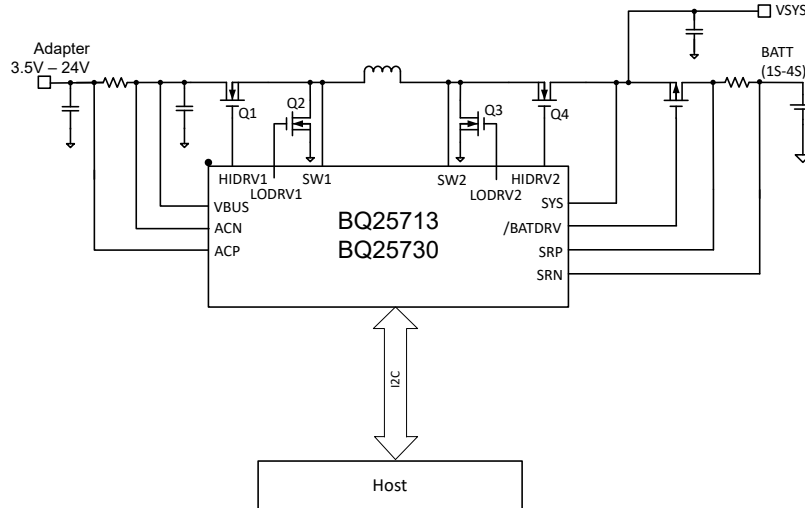 VSYS
Adapter
3.5V – 24V
BATT
(1S-4S)
Q1
Q2
Q3
Q4
HIDRV1
LODRV1
SW1
SW2
LODRV2
HIDRV2
VBUS
ACN
ACP
BQ25713
BQ25730
SYS
/BATDRV
SRP
SRN
I2C
Host